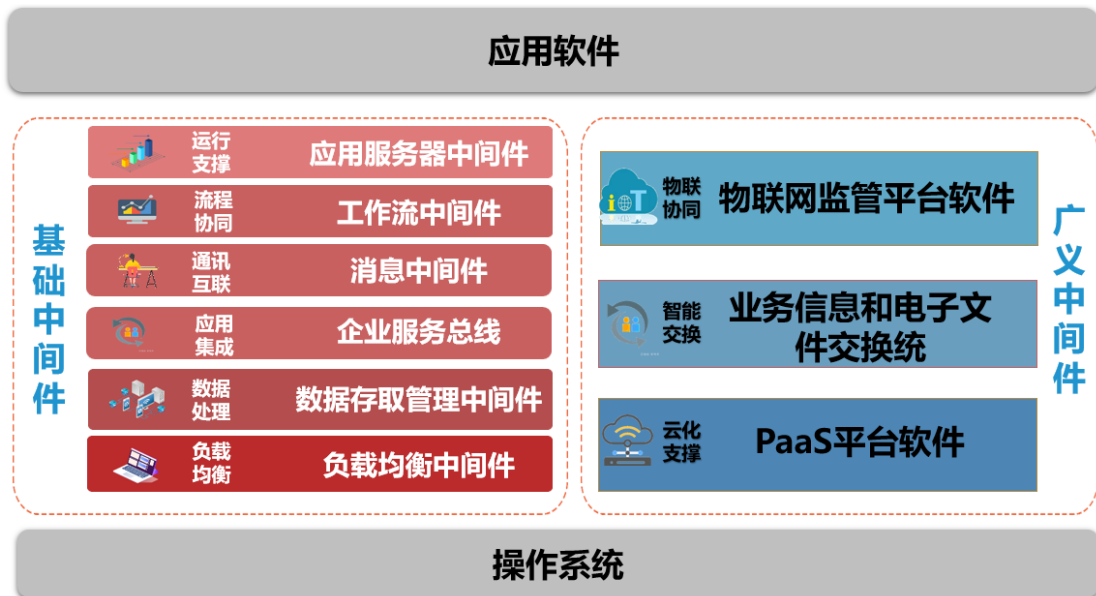 应用软件
基础中间件
运行
支撑
应用服务器中间件
流程
协同
工作流中间件
通讯
互联
消息中间件
应用
集成
企业服务总线
数据
处理
数据存取管理中间件
负载
均衡
负载均衡中间件
物联
协同
物联网监管平台软件
智能
交换
业务信息和电子文
件交换统
云化
支撑
PaaS平台软件
广义中间件
操作系统
iOT